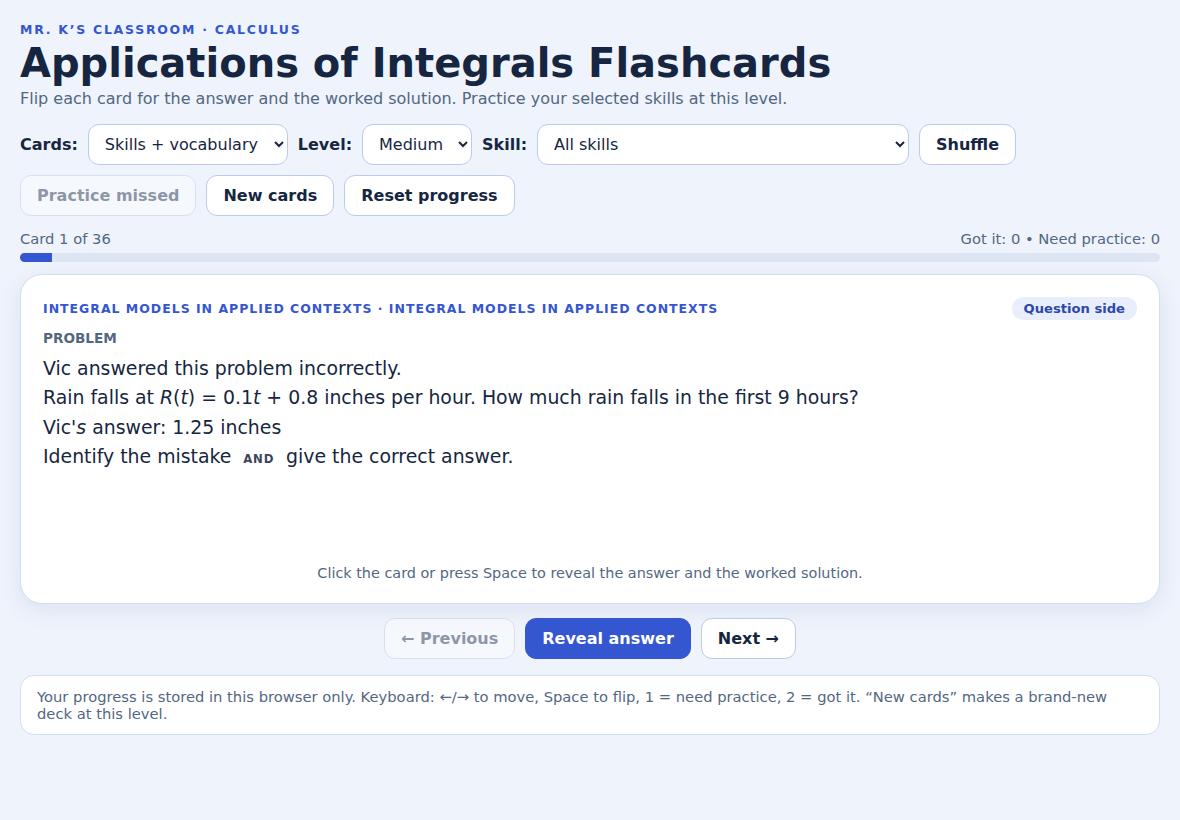 MR. K’S CLASSROOM · CALCULUS
Applications of Integrals Flashcards
Flip each card for the answer and the worked solution. Practice your selected skills at this level.
Cards: Skills + vocabulary Level: Medium Skill: All skills Shuffle
Practice missed New cards Reset progress
Card 1 of 36 Got it: 0 • Need practice: 0
INTEGRAL MODELS IN APPLIED CONTEXTS · INTEGRAL MODELS IN APPLIED CONTEXTS Question side
PROBLEM
Vic answered this problem incorrectly.
Rain falls at R(t) = 0.1t + 0.8 inches per hour. How much rain falls in the first 9 hours?
Vic's answer: 1.25 inches
Identify the mistake AND give the correct answer.
Click the card or press Space to reveal the answer and the worked solution.
← Previous Reveal answer Next →
Your progress is stored in this browser only. Keyboard: ←/→ to move, Space to flip, 1 = need practice, 2 = got it. “New cards” makes a brand-new
deck at this level.